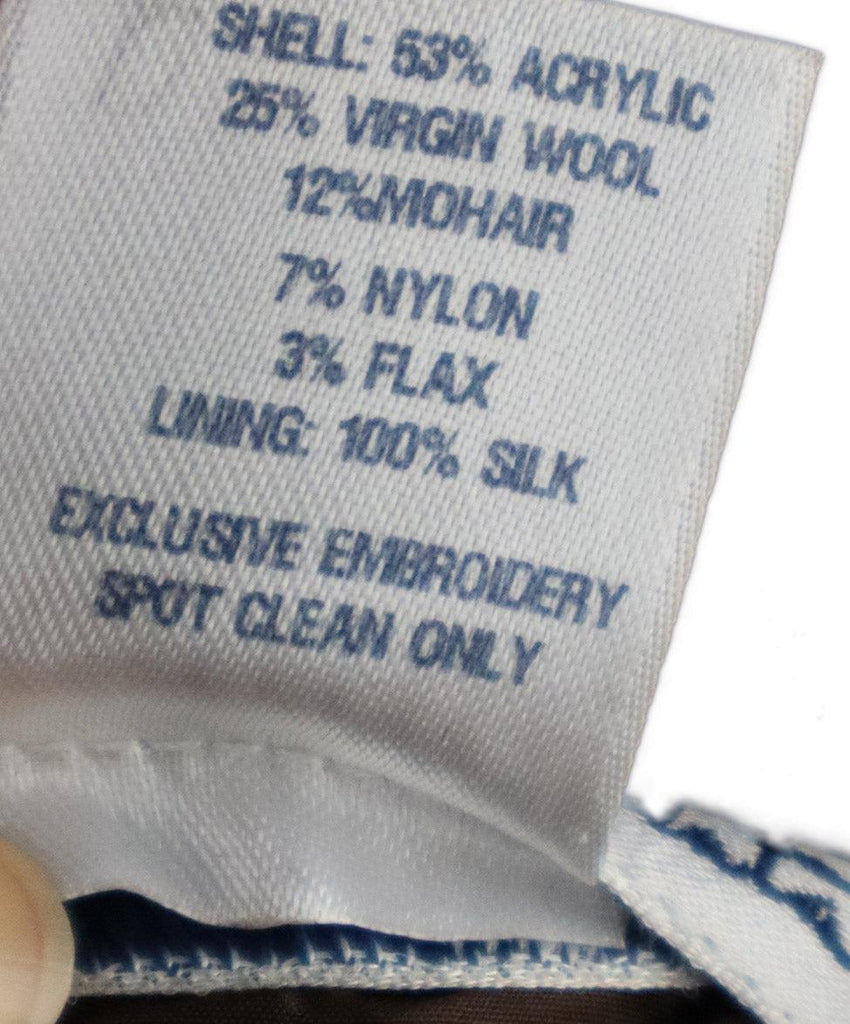 SHELL: 53% ACRYLIC
25% VIRGIN WOOL
12%MOHAIR
7% NYLON
3% FLAX
LINING: 100% SILK
EXCLUSIVE EMBROIDERY
SPOT CLEAN ONLY